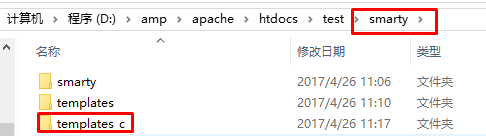 计算机 › 程序 (D:) › amp › apache › htdocs › test › smarty ›
名称 修改日期 类型
smarty 2017/4/26 11:06 文件夹
templates 2017/4/26 11:10 文件夹
templates_c 2017/4/26 11:17 文件夹